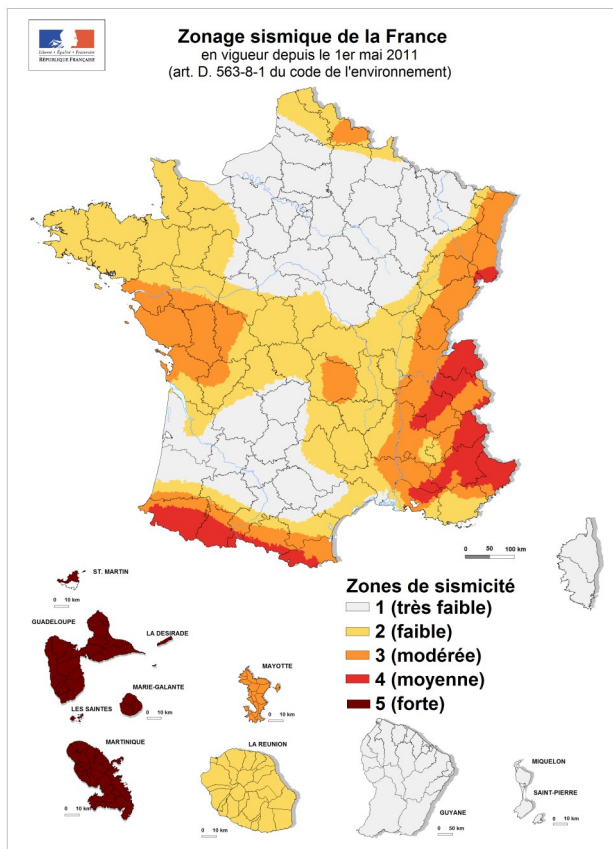 Zonage sismique de la France
en vigueur depuis le 1er mai 2011
(art. D. 563-8-1 du code de l'environnement)
Liberté • Égalité • Fraternité
RÉPUBLIQUE FRANÇAISE
0 50 100 km
ST. MARTIN
0 10 km
GUADELOUPE
LA DESIRADE
0 10 km
MARIE-GALANTE
LES SAINTES
0 10 km
MARTINIQUE
0 10 km
MAYOTTE
0 10 km
LA REUNION
0 10 km
Zones de sismicité
1 (très faible)
2 (faible)
3 (modérée)
4 (moyenne)
5 (forte)
GUYANE
0 50 km
MIQUELON
SAINT-PIERRE
0 10 km